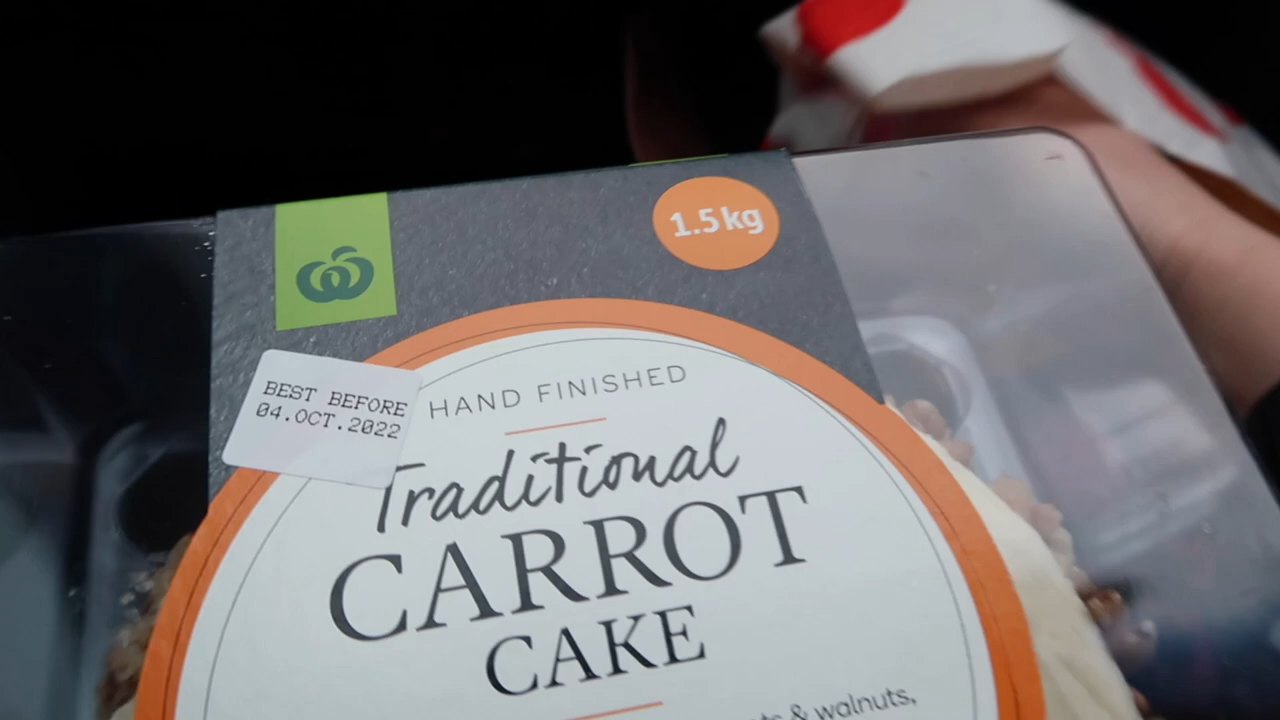 1.5kg
BEST BEFORE
04.OCT.2022
HAND FINISHED
Traditional
CARROT
CAKE
& walnuts,